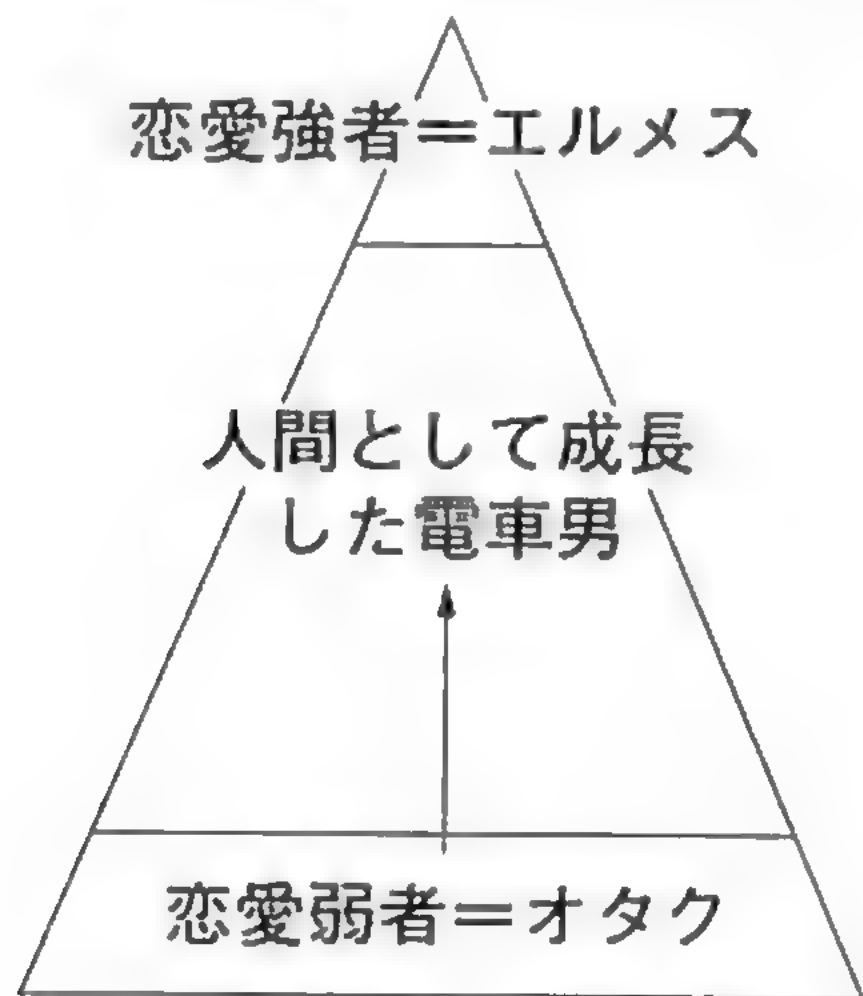 恋愛強者＝エルメス
人間として成長
した電車男
恋愛弱者＝オタク